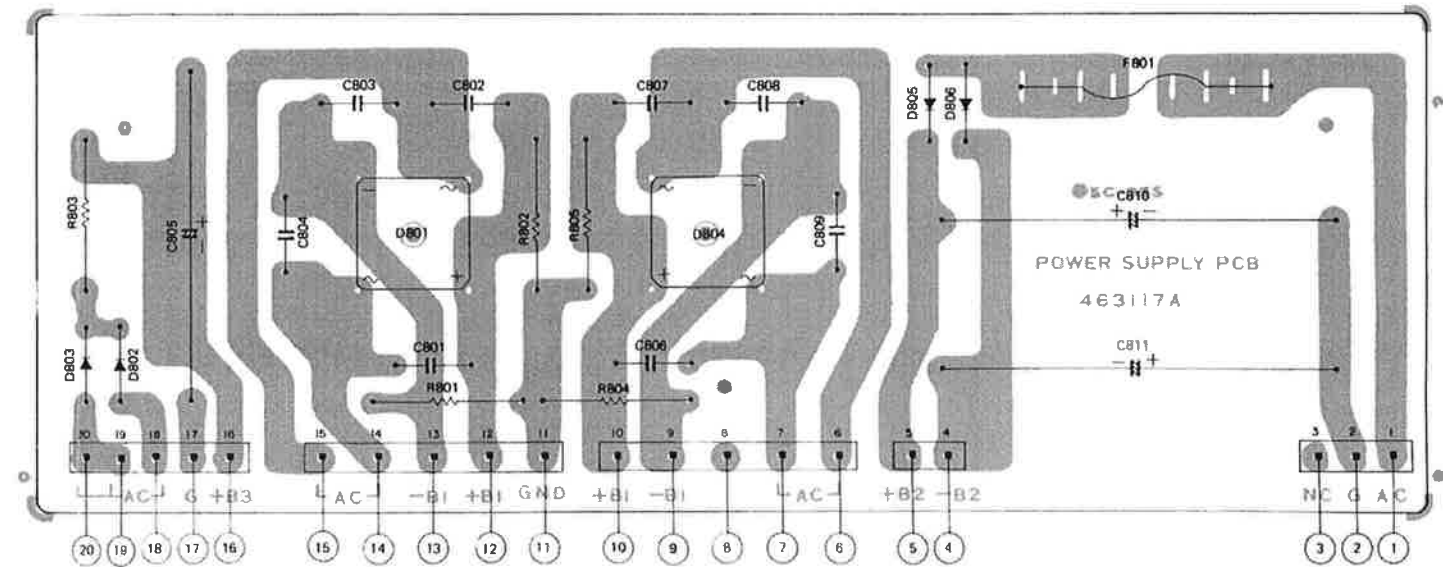 F801
C803 C802 C807 C808
D805 D806
R803 C805 C804 D801 R802 R805 D804 C809
C810
+ -
POWER SUPPLY PCB
463117A
D803 D802 C801 C806 C811
- +
R801 R804
20 19 18 17 16 15 14 13 12 11 10 9 8 7 6 5 4 3 2 1
AC G +B3 AC -B1 +B1 GND +B1 -B1 AC +B2 -B2 NC G AC
20 19 18 17 16 15 14 13 12 11 10 9 8 7 6 5 4 3 2 1